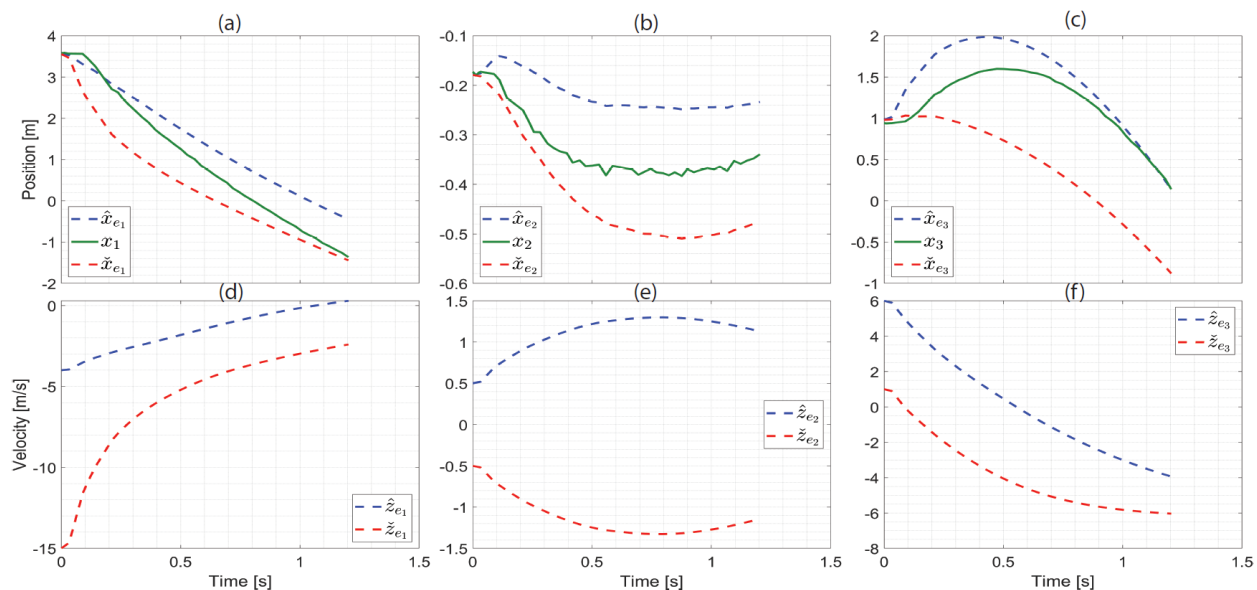 (a)
(b)
(c)
Position [m]
4
3
2
1
0
-1
-2
x̂e₁
x₁
x̌e₁
-0.1
-0.2
-0.3
-0.4
-0.5
-0.6
x̂e₂
x₂
x̌e₂
2
1.5
1
0.5
0
-0.5
-1
x̂e₃
x₃
x̌e₃
(d)
(e)
(f)
Velocity [m/s]
0
-5
-10
-15
ẑe₁
že₁
0
0.5
1
1.5
Time [s]
1.5
1
0.5
0
-0.5
-1
-1.5
ẑe₂
že₂
0
0.5
1
1.5
Time [s]
6
4
2
0
-2
-4
-6
-8
ẑe₃
že₃
0
0.5
1
1.5
Time [s]